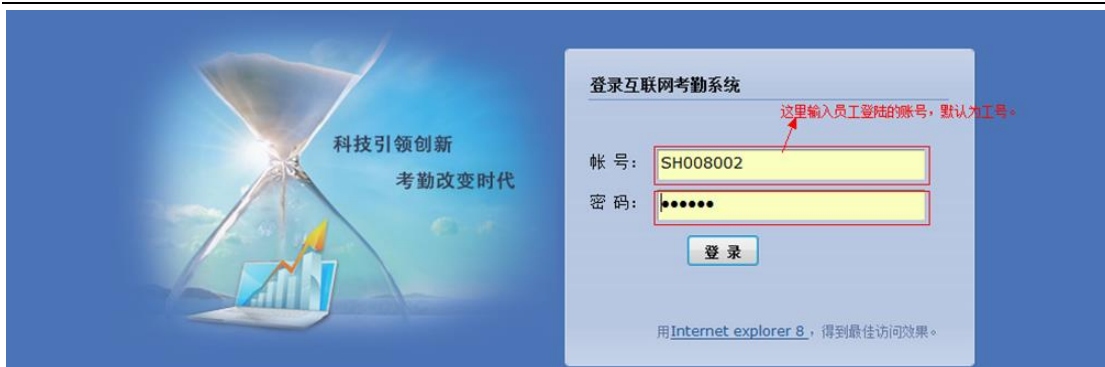 科技引领创新
考勤改变时代
登录互联网考勤系统
这里输入员工登陆的账号，默认为工号。
帐 号： SH008002
密 码： ••••••
登 录
用Internet explorer 8 ，得到最佳访问效果。